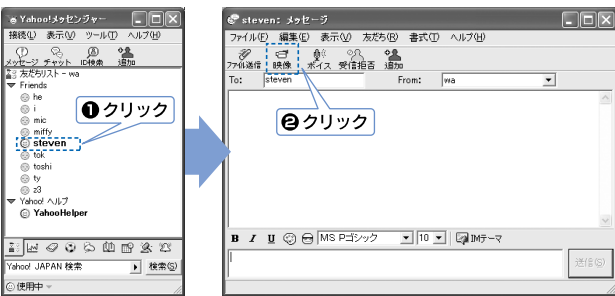 Yahoo!メッセンジャー
接続(L) 表示(V) ツール(T) ヘルプ(H)
メッセージ チャット ID検索 追加
友だちリスト - wa
Friends
he
i
mic
miffy
steven
tok
toshi
ty
z3
Yahoo! ヘルプ
YahooHelper
Yahoo! JAPAN 検索 検索(S)
使用中
❶クリック
steven: メッセージ
ファイル(F) 編集(E) 表示(V) 友だち(R) 書式(T) ヘルプ(H)
ファイル送信 映像 ボイス 受信拒否 追加
To: steven From: wa
❷クリック
B I U MS Pゴシック 10 IMテーマ
送信(S)